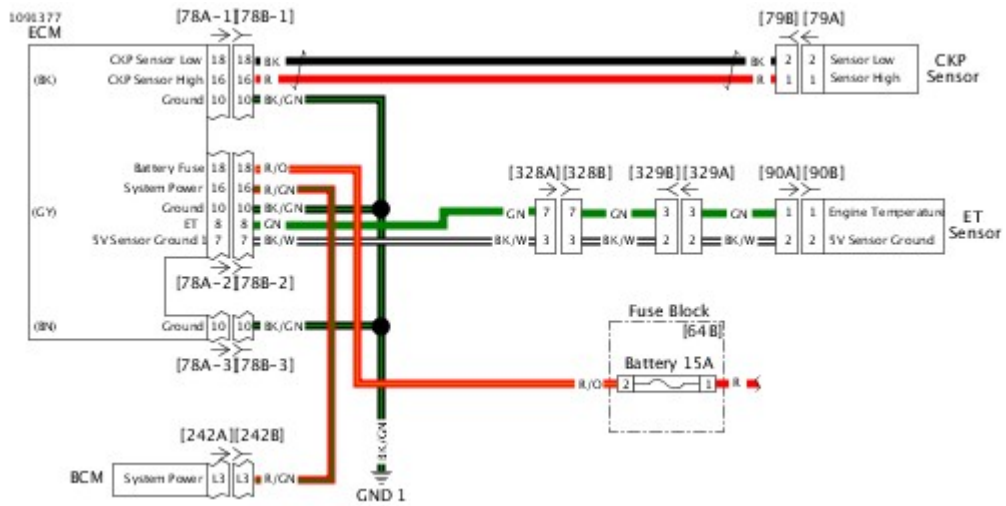 1091377
ECM
[78A-1][78B-1]
[79B] [79A]
(BK)
CKP Sensor Low 18 18 BK
BK 2 2 Sensor Low
CKP Sensor High 16 16 R
R 1 1 Sensor High
CKP
Sensor
Ground 10 10 BK/GN
(GY)
Battery Fuse 18 18 R/O
System Power 16 16 R/GN
Ground 10 10 BK/GN
ET 8 8 GN
5V Sensor Ground 1 7 7 BK/W
[78A-2][78B-2]
[328A] [328B]
[329B] [329A]
[90A] [90B]
GN 7 7 GN 3 3 GN 1 1 Engine Temperature
BK/W 3 3 BK/W 2 2 BK/W 2 2 5V Sensor Ground
ET
Sensor
(BN)
Ground 10 10 BK/GN
[78A-3][78B-3]
Fuse Block
[64B]
Battery 15A
R/O 2 1 R
[242A] [242B]
BCM
System Power L3 L3 R/GN
BK/GN
GND 1